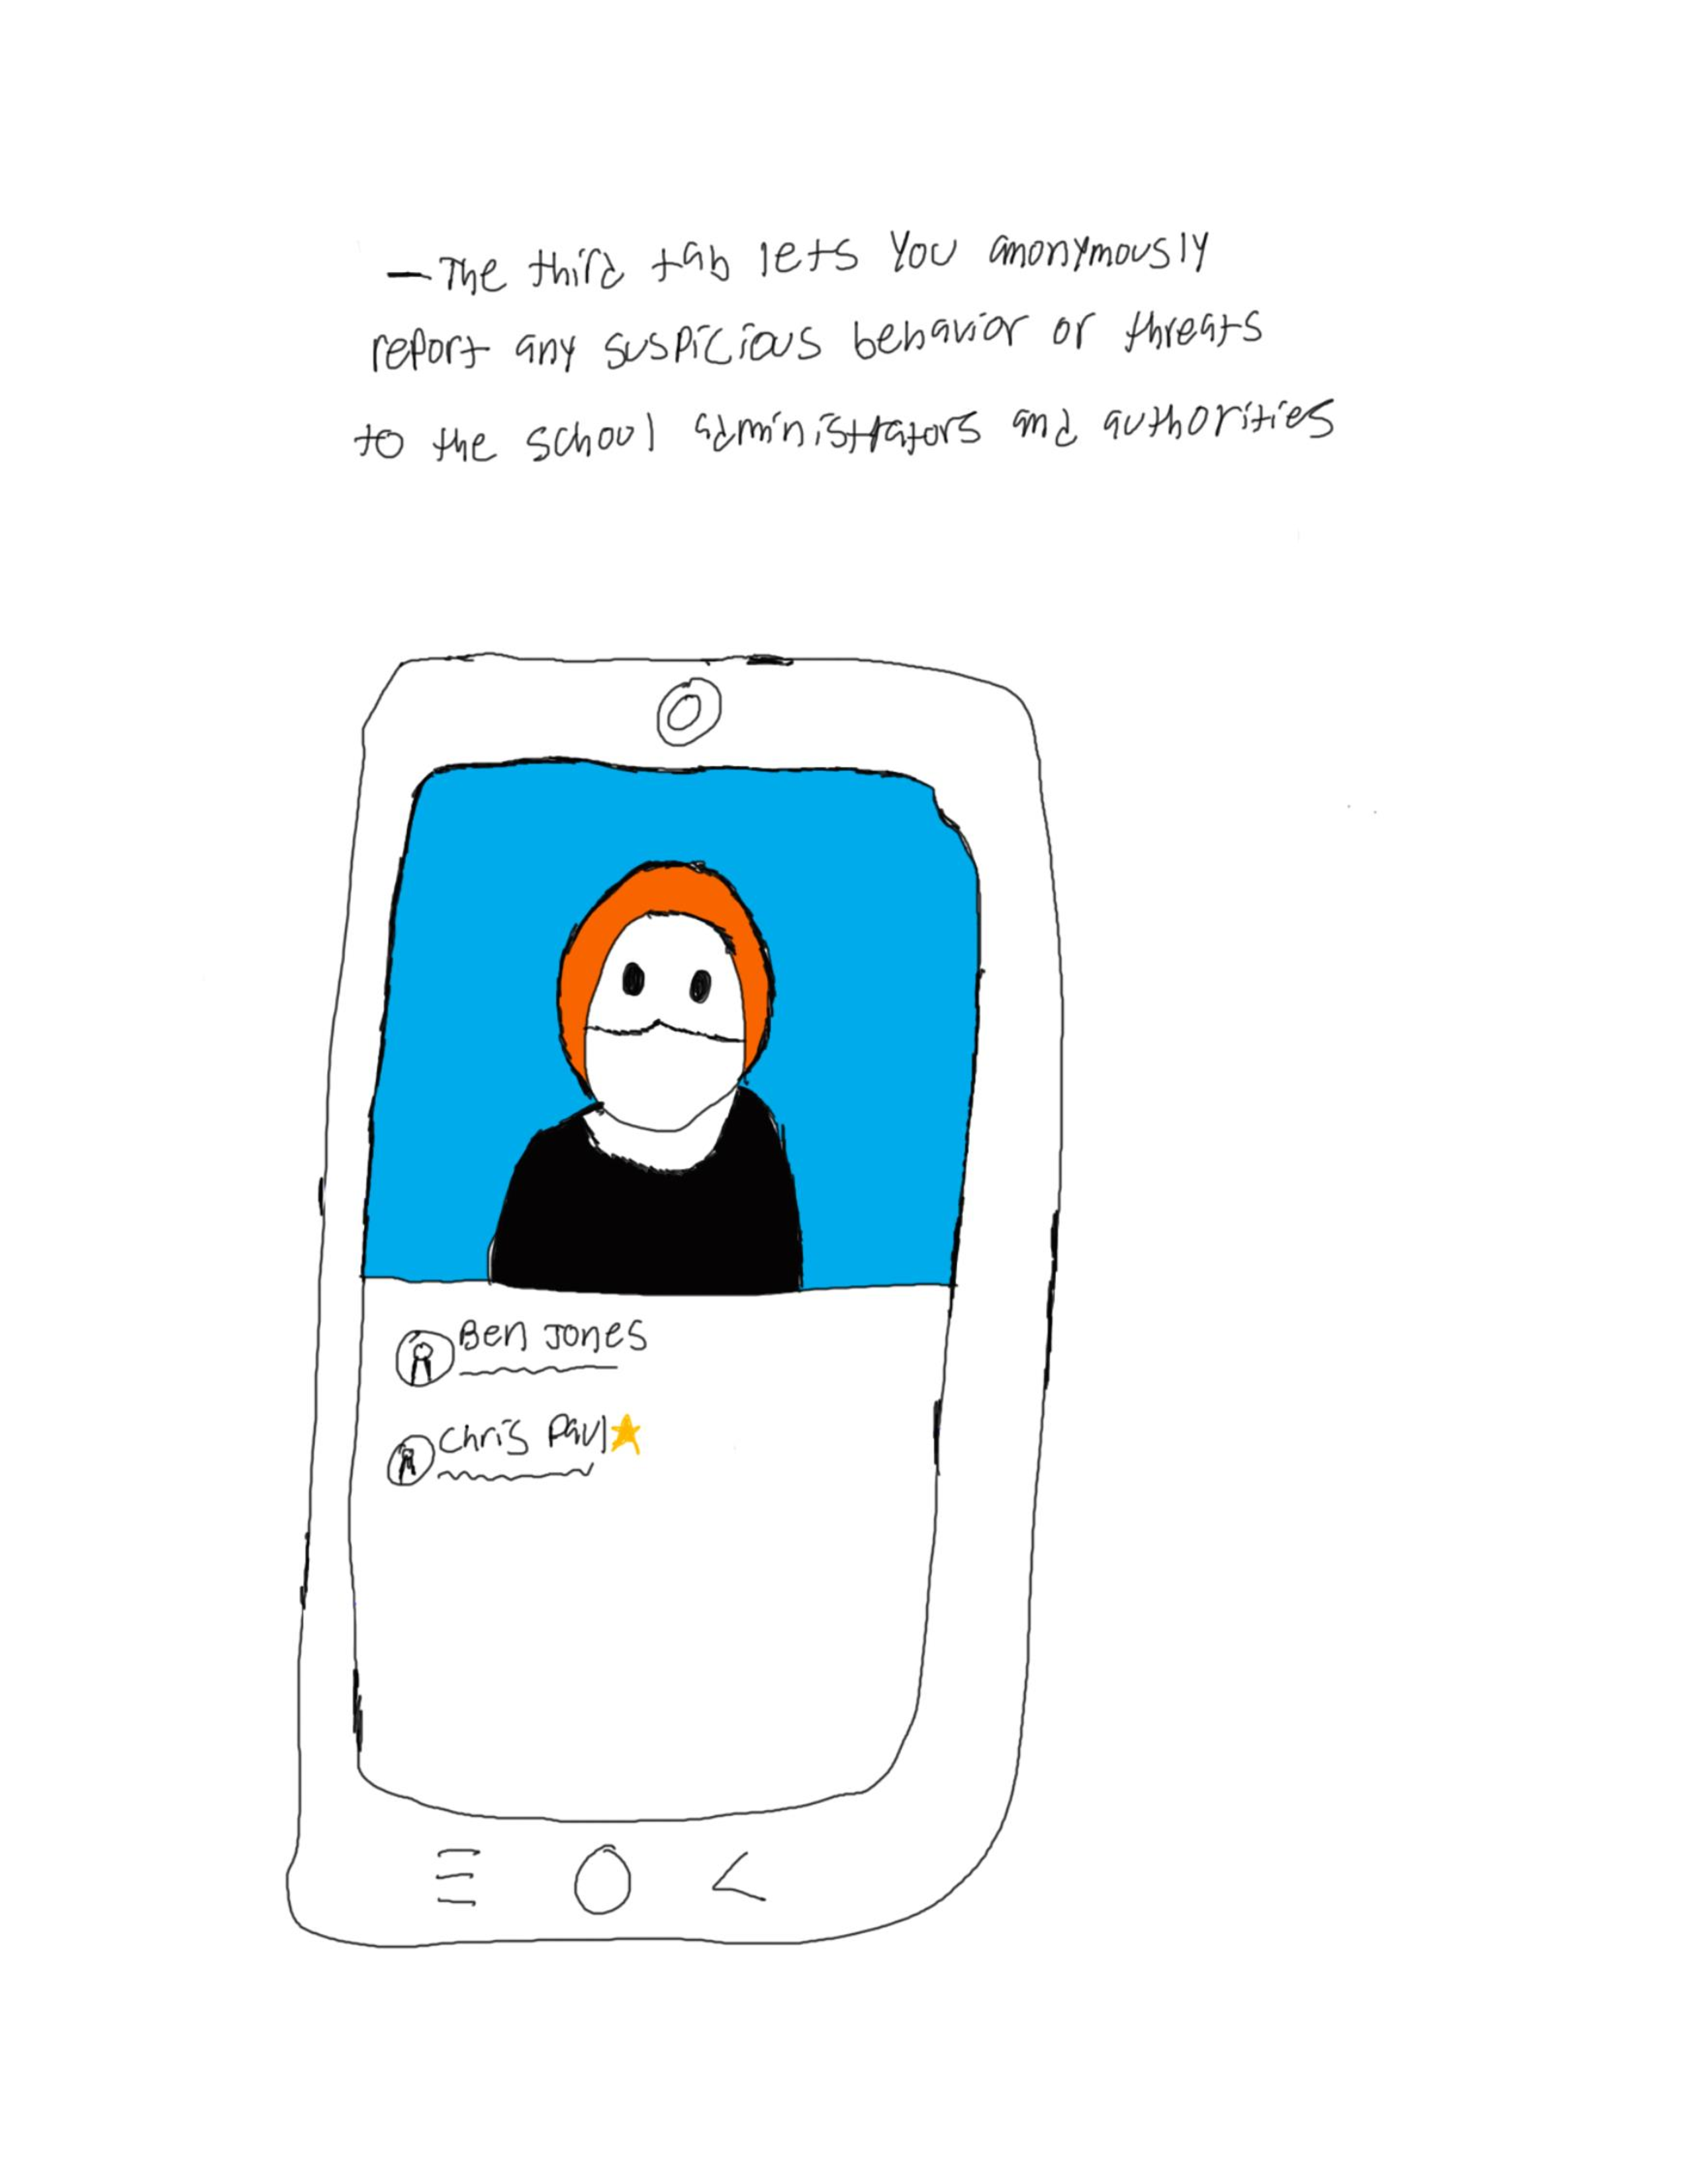 — The third tab lets you anonymously
report any suspicious behavior or threats
to the school administrators and authorities
Ben Jones
Chris Paul